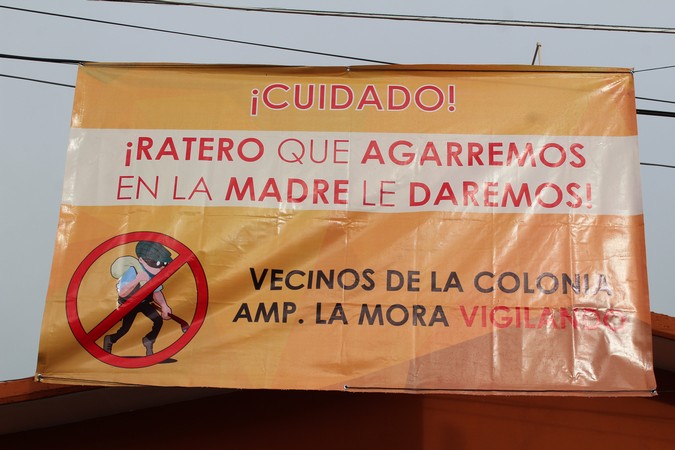 ¡CUIDADO!
¡RATERO QUE AGARREMOS
EN LA MADRE LE DAREMOS!
VECINOS DE LA COLONIA
AMP. LA MORA VIGILANDO